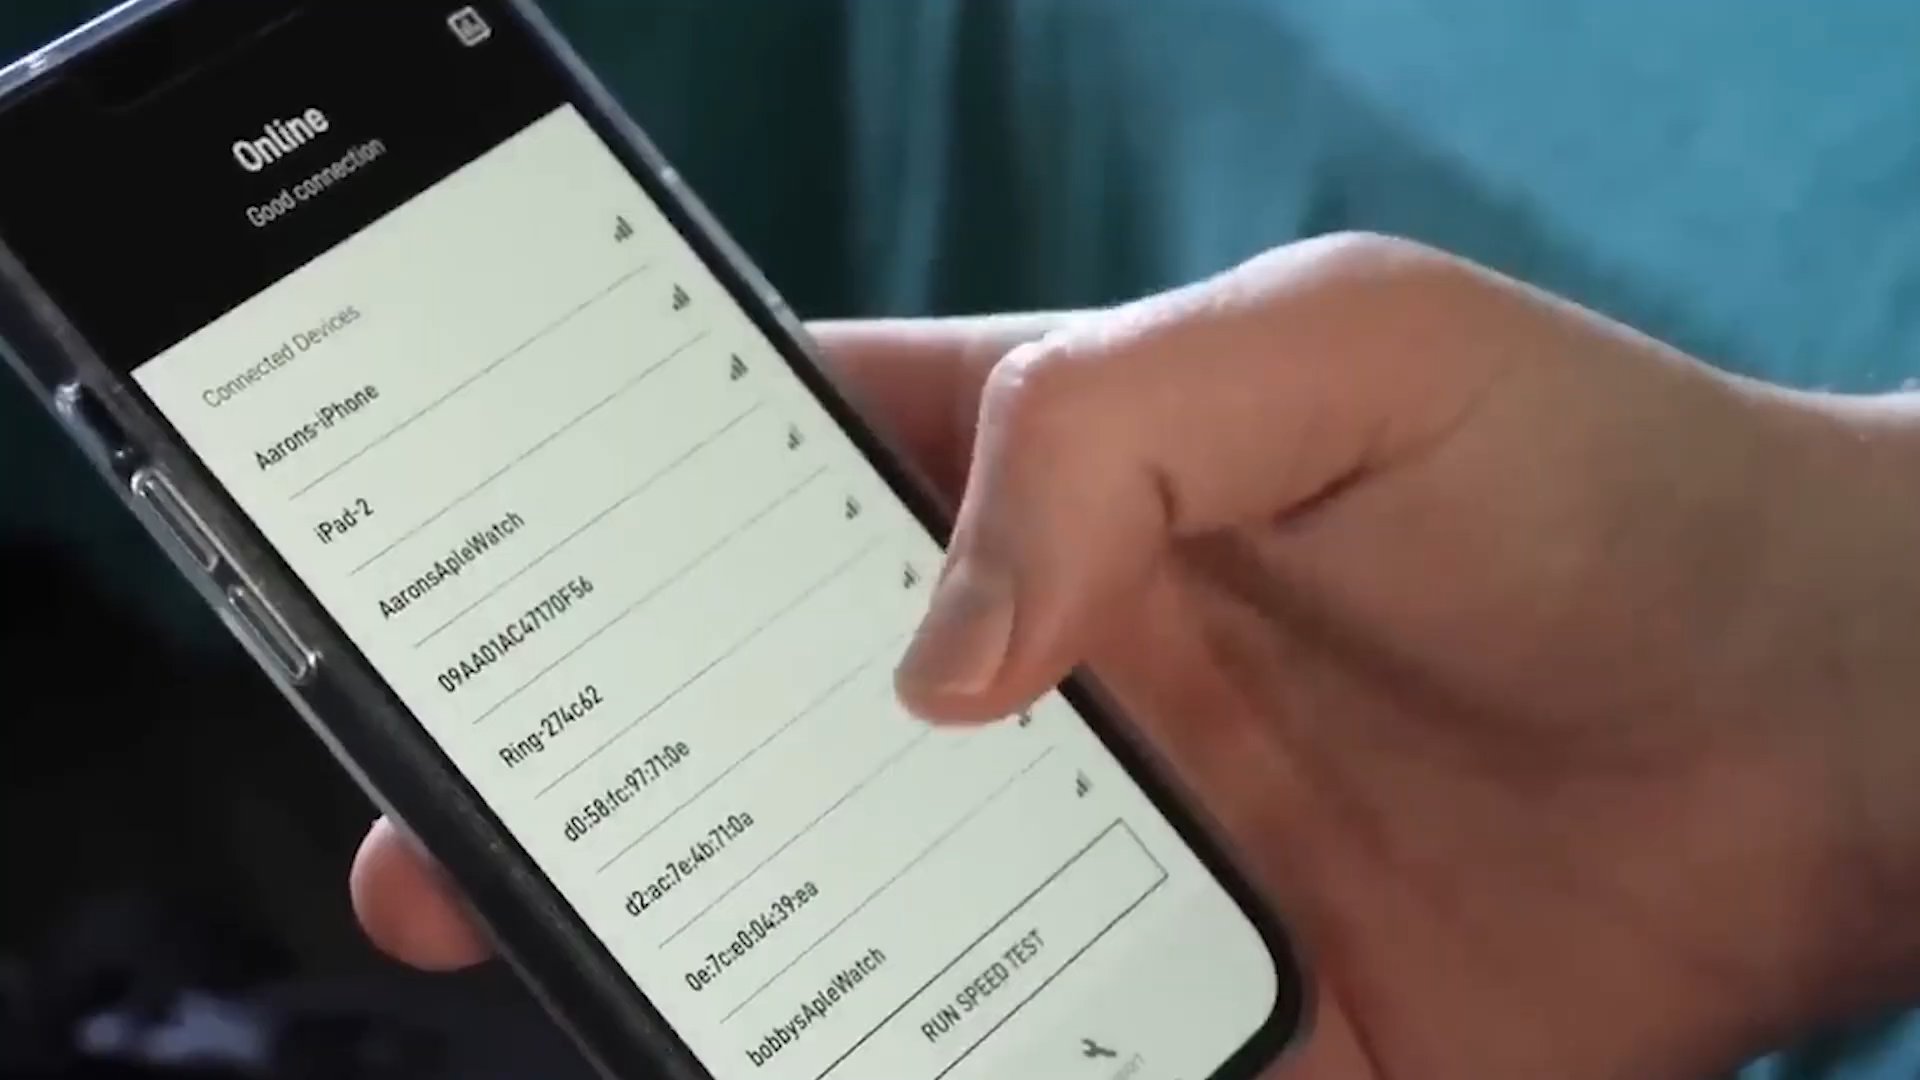 Online
Good connection
Connected Devices
Aarons-iPhone
iPad-2
AaronsApleWatch
09AA01AC47170F56
Ring-274c62
d0:58:fc:97:71:0e
d2:ac:7e:4b:71:0a
0e:7c:e0:04:39:ea
bobbysApleWatch
RUN SPEED TEST